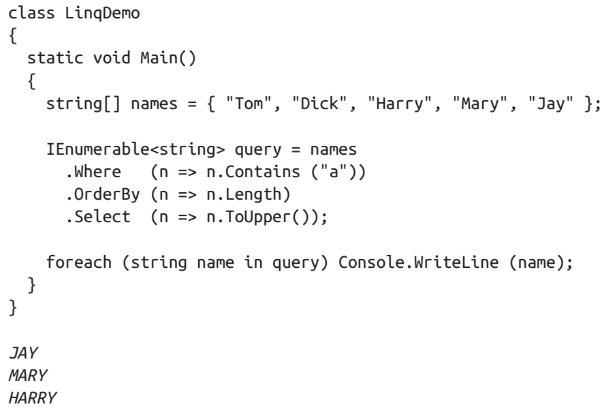 class LinqDemo
{
  static void Main()
  {
    string[] names = { "Tom", "Dick", "Harry", "Mary", "Jay" };

    IEnumerable<string> query = names
      .Where   (n => n.Contains ("a"))
      .OrderBy (n => n.Length)
      .Select  (n => n.ToUpper());

    foreach (string name in query) Console.WriteLine (name);
  }
}

JAY
MARY
HARRY